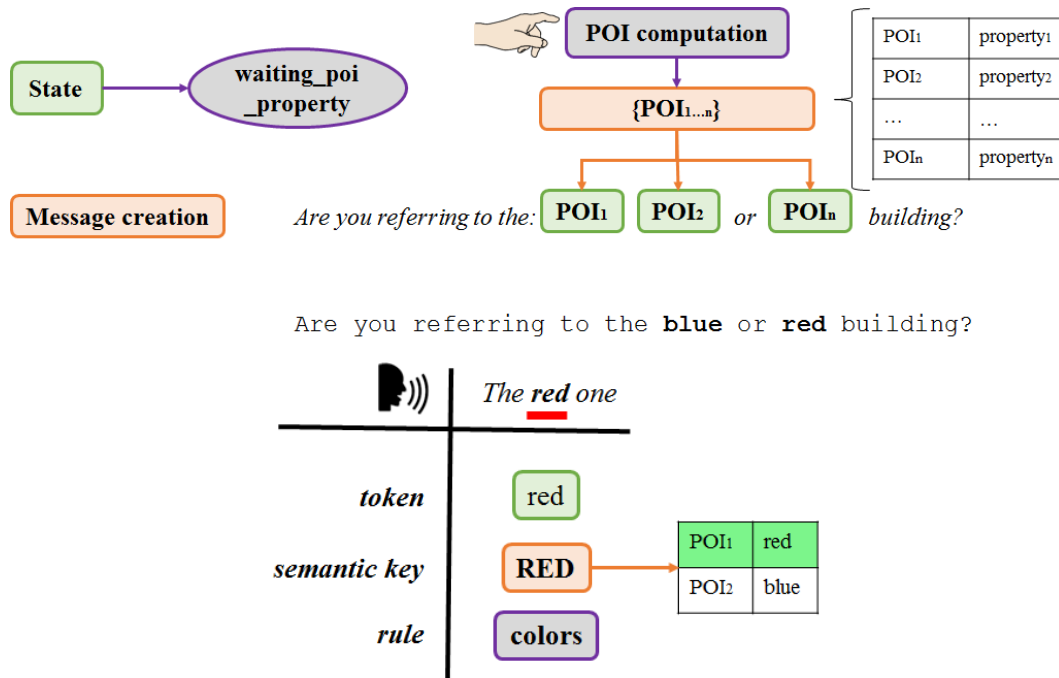 POI computation
State
waiting_poi
_property
{POI1...n}
POI1 property1
POI2 property2
... ...
POIn propertyn
Message creation
Are you referring to the: POI1 POI2 or POIn building?
Are you referring to the blue or red building?
The red one
token red
semantic key RED
POI1 red
POI2 blue
rule colors